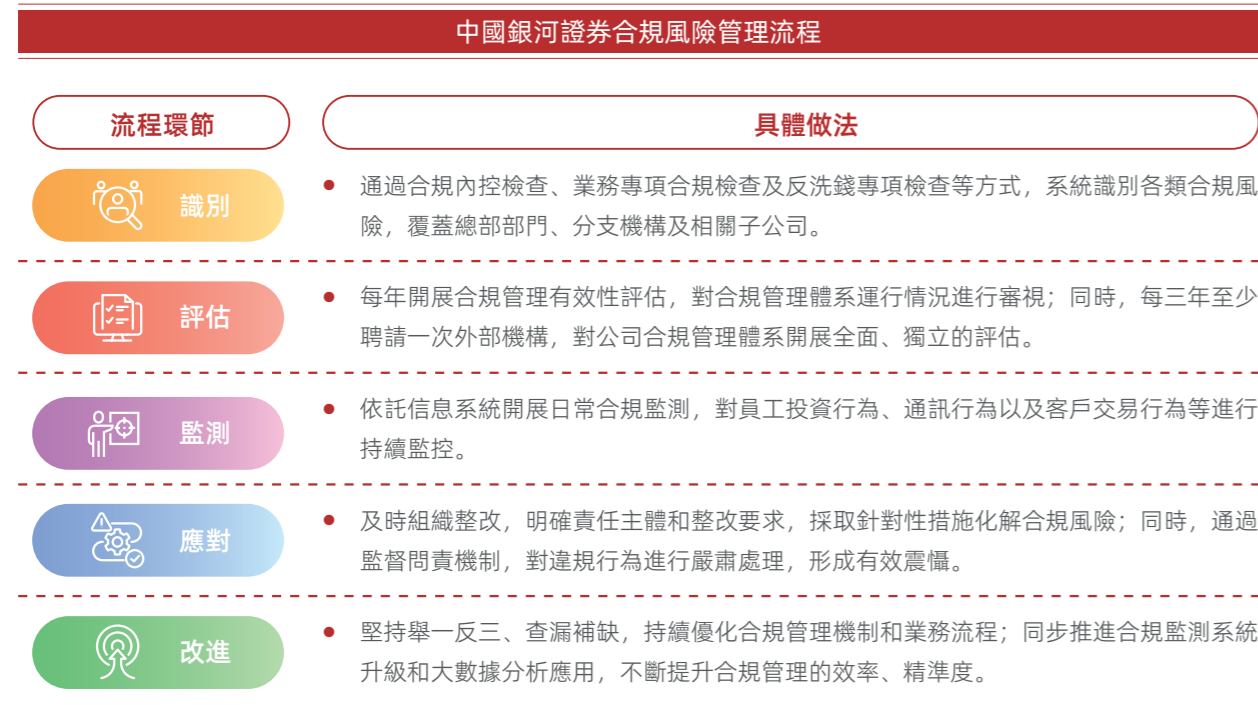 中國銀河證券合規風險管理流程
流程環節
具體做法
識別
• 通過合規內控檢查、業務專項合規檢查及反洗錢專項檢查等方式，系統識別各類合規風
險，覆蓋總部部門、分支機構及相關子公司。
評估
• 每年開展合規管理有效性評估，對合規管理體系運行情況進行審視；同時，每三年至少
聘請一次外部機構，對公司合規管理體系開展全面、獨立的評估。
監測
• 依託信息系統開展日常合規監測，對員工投資行為、通訊行為以及客戶交易行為等進行
持續監控。
應對
• 及時組織整改，明確責任主體和整改要求，採取針對性措施化解合規風險；同時，通過
監督問責機制，對違規行為進行嚴肅處理，形成有效震懾。
改進
• 堅持舉一反三、查漏補缺，持續優化合規管理機制和業務流程；同步推進合規監測系統
升級和大數據分析應用，不斷提升合規管理的效率、精準度。